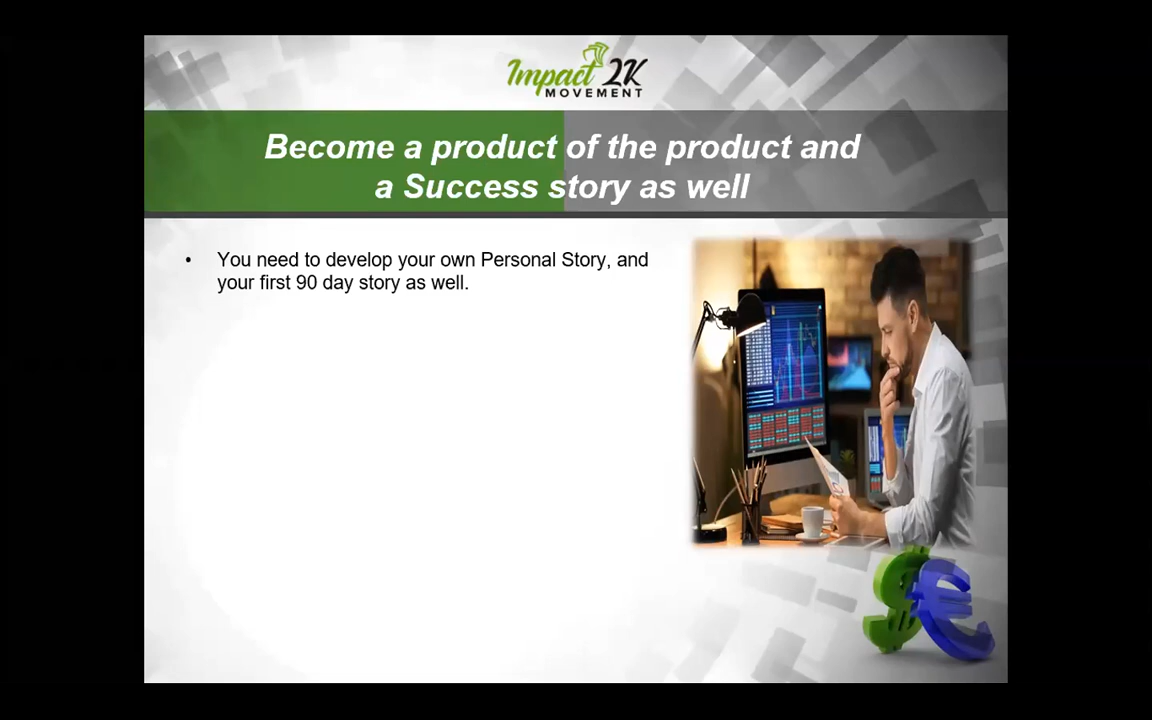 Impact 2K
MOVEMENT
Become a product of the product and
a Success story as well
• You need to develop your own Personal Story, and
your first 90 day story as well.